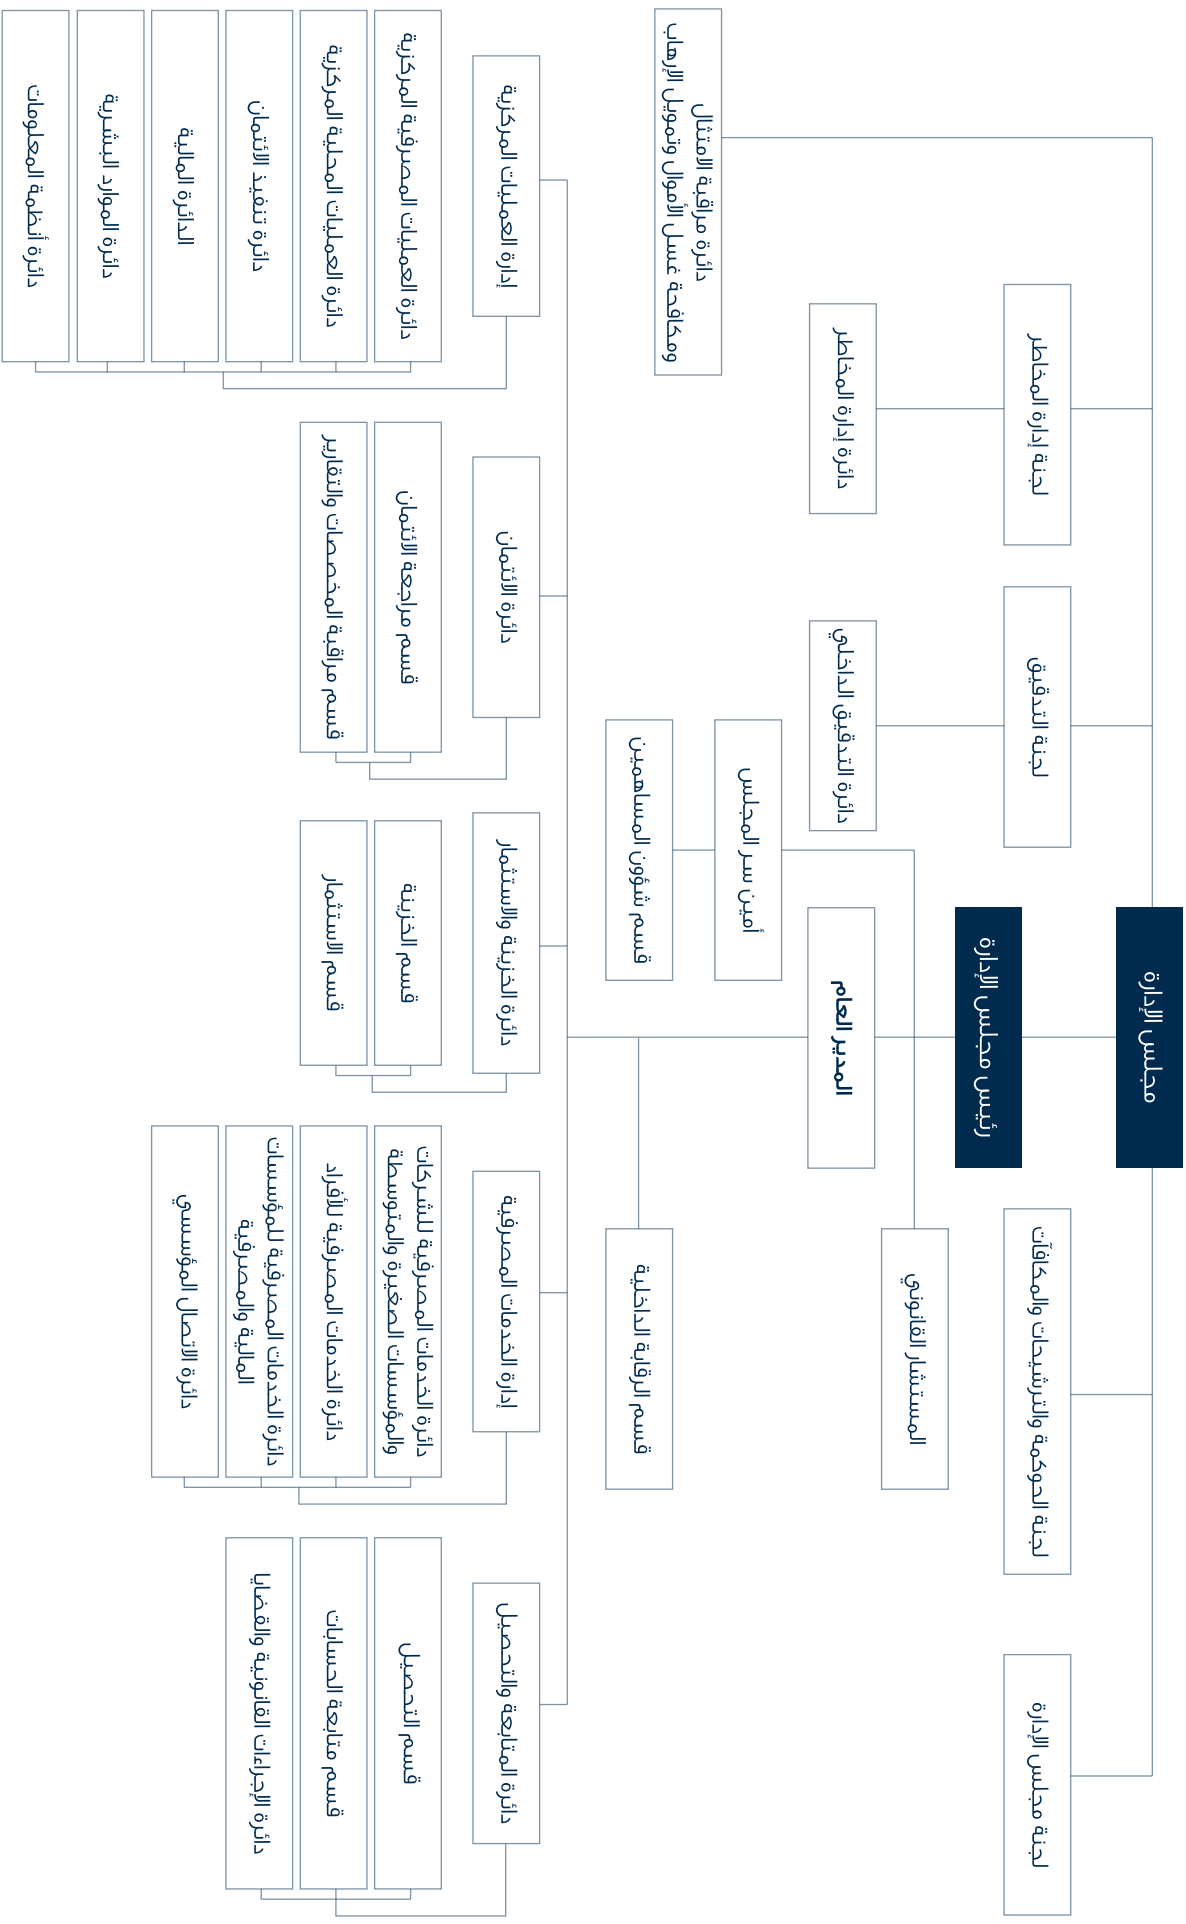 مجلس الإدارة
رئيس مجلس الإدارة
لجنة مجلس الإدارة
لجنة الحوكمة والترشيحات والمكافآت
لجنة التدقيق
لجنة إدارة المخاطر
المستشار القانوني
المدير العام
دائرة التدقيق الداخلي
دائرة إدارة المخاطر
أمين سر المجلس
دائرة مراقبة الامتثال
ومكافحة غسل الأموال وتمويل الإرهاب
قسم الرقابة الداخلية
قسم شؤون المساهمين
دائرة المتابعة والتحصيل
إدارة الخدمات المصرفية
دائرة الخزينة والاستثمار
دائرة الائتمان
إدارة العمليات المركزية
قسم التحصيل
قسم متابعة الحسابات
دائرة الإجراءات القانونية والقضايا
دائرة الخدمات المصرفية للشركات
والمؤسسات الصغيرة والمتوسطة
دائرة الخدمات المصرفية للأفراد
دائرة الخدمات المصرفية للمؤسسات
المالية والمصرفية
دائرة الاتصال المؤسسي
قسم الخزينة
قسم الاستثمار
قسم مراجعة الائتمان
قسم مراقبة المخصصات والتقارير
دائرة العمليات المصرفية المركزية
دائرة العمليات المحلية المركزية
دائرة تنفيذ الائتمان
الدائرة المالية
دائرة الموارد البشرية
دائرة أنظمة المعلومات